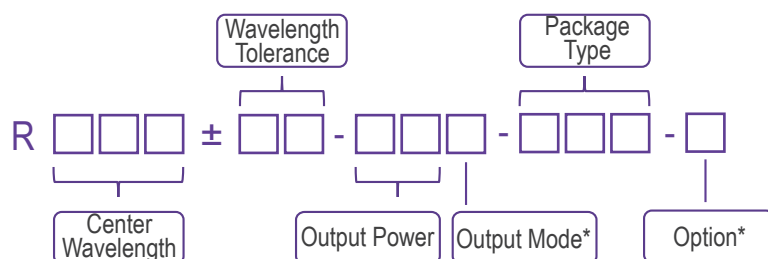 Wavelength
Tolerance
Package
Type
R □□□ ± □□ - □□□ - □□□ - □
Center
Wavelength
Output Power
Output Mode*
Option*